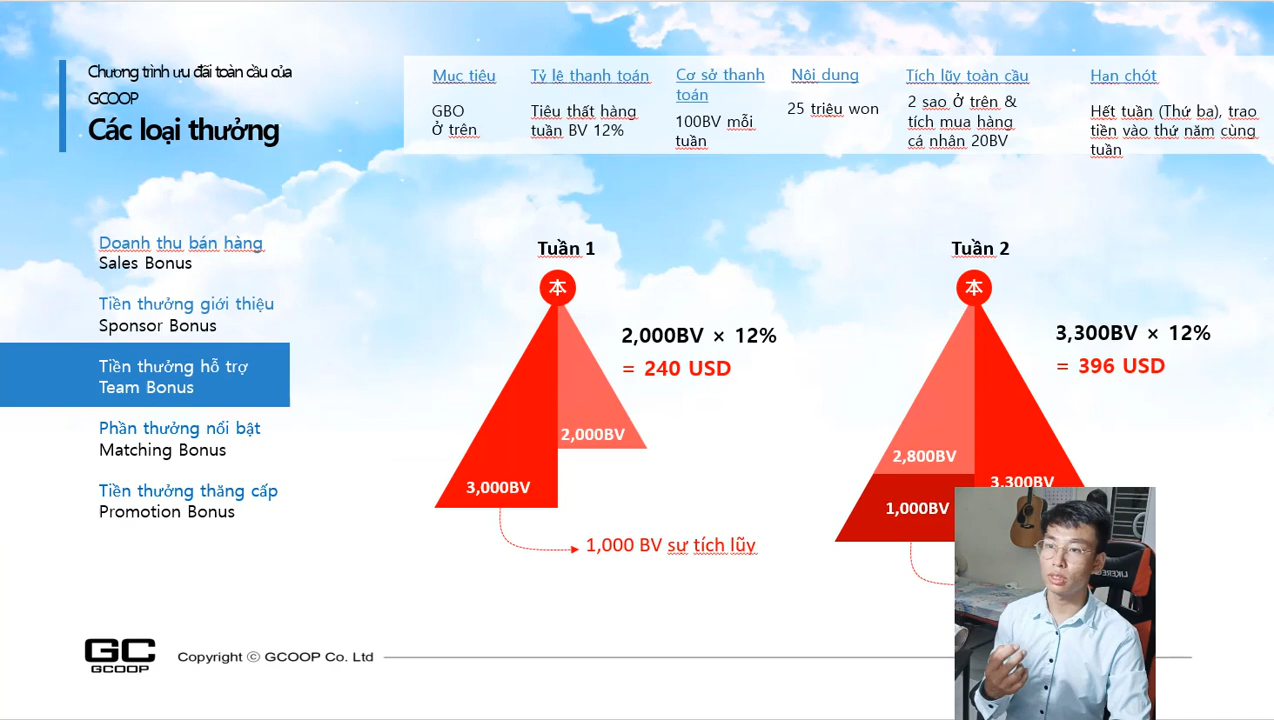 Chương trình ưu đãi toàn cầu của
GCOOP
Các loại thưởng
Mục tiêu
GBO
ở trên
Tỷ lệ thanh toán
Tiêu thất hàng
tuần BV 12%
Cơ sở thanh
toán
100BV mỗi
tuần
Nội dung
25 triệu won
Tích lũy toàn cầu
2 sao Ở trên &
tích mua hàng
cá nhân 20BV
Hạn chót
Hết tuần (Thứ ba), trao
tiền vào thứ năm cùng
tuần
Doanh thu bán hàng
Sales Bonus
Tiền thưởng giới thiệu
Sponsor Bonus
Tiền thưởng hỗ trợ
Team Bonus
Phần thưởng nổi bật
Matching Bonus
Tiền thưởng thăng cấp
Promotion Bonus
Tuần 1
本
2,000BV × 12%
= 240 USD
2,000BV
3,000BV
1,000 BV sự tích lũy
Tuần 2
本
3,300BV × 12%
= 396 USD
2,800BV
3,300BV
1,000BV
GC
GCOOP
Copyright ⓒ GCOOP Co. Ltd